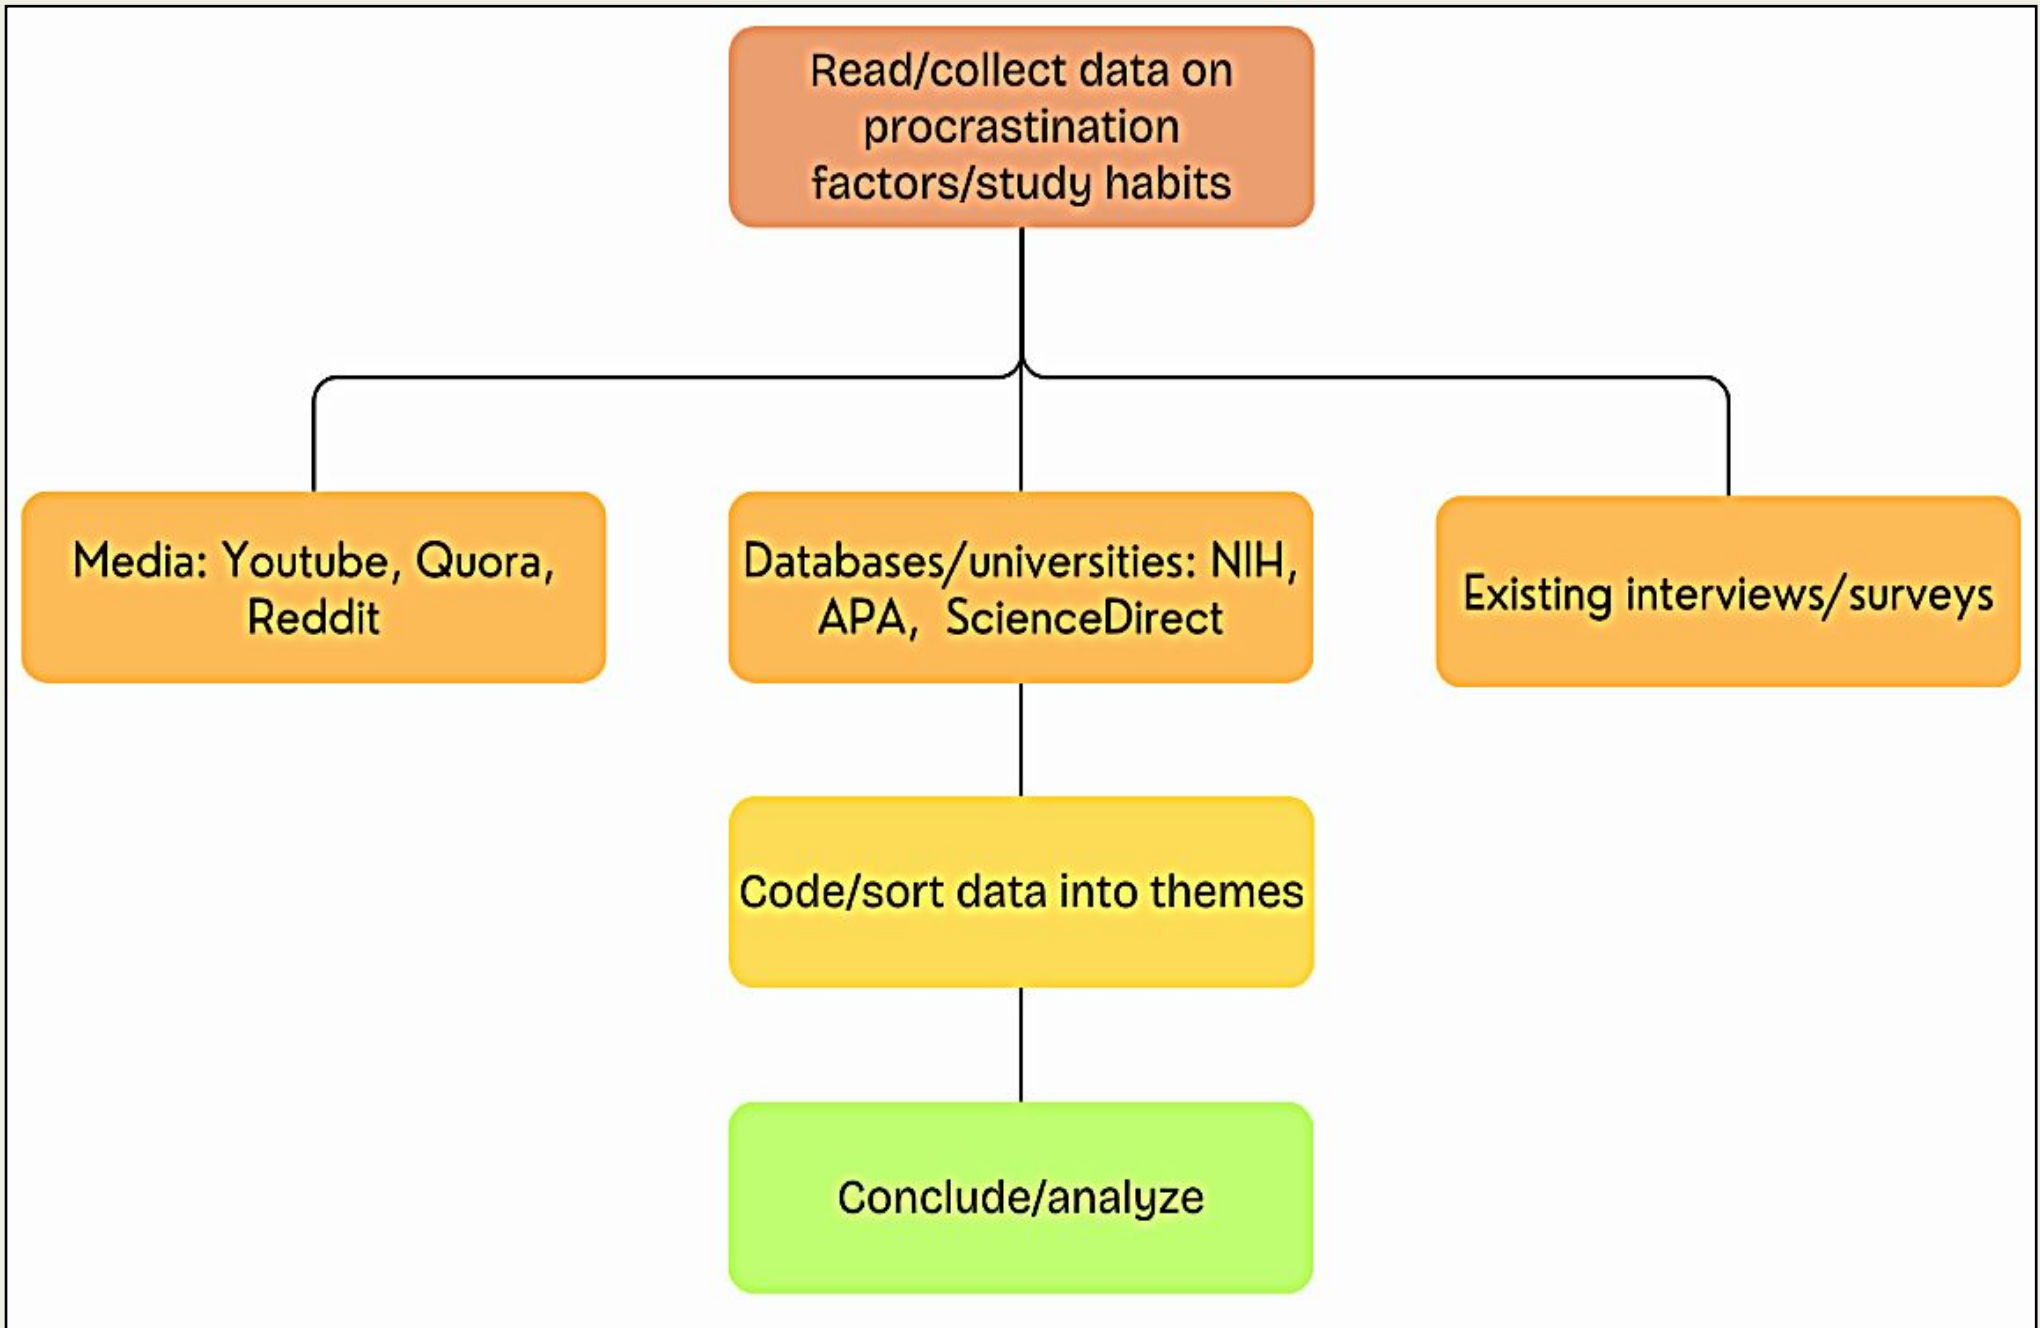 Read/collect data on
procrastination
factors/study habits
Media: Youtube, Quora,
Reddit
Databases/universities: NIH,
APA, ScienceDirect
Existing interviews/surveys
Code/sort data into themes
Conclude/analyze